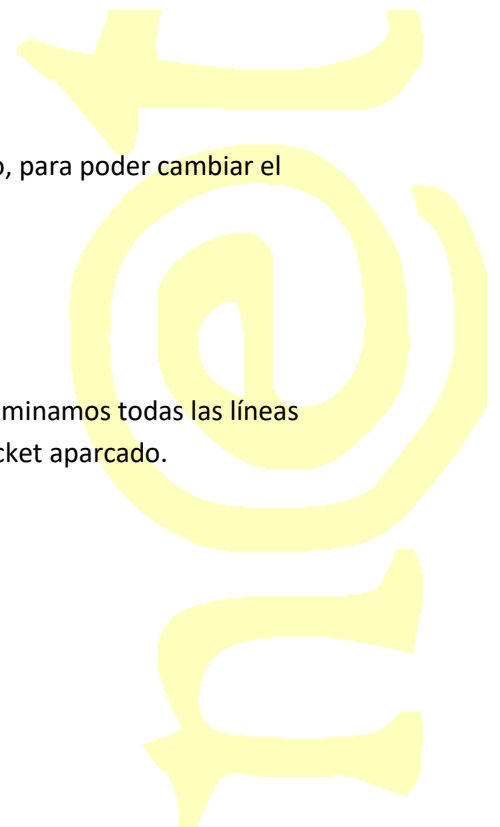 o, para poder cambiar el
minamos todas las líneas
cket aparcado.
n@t